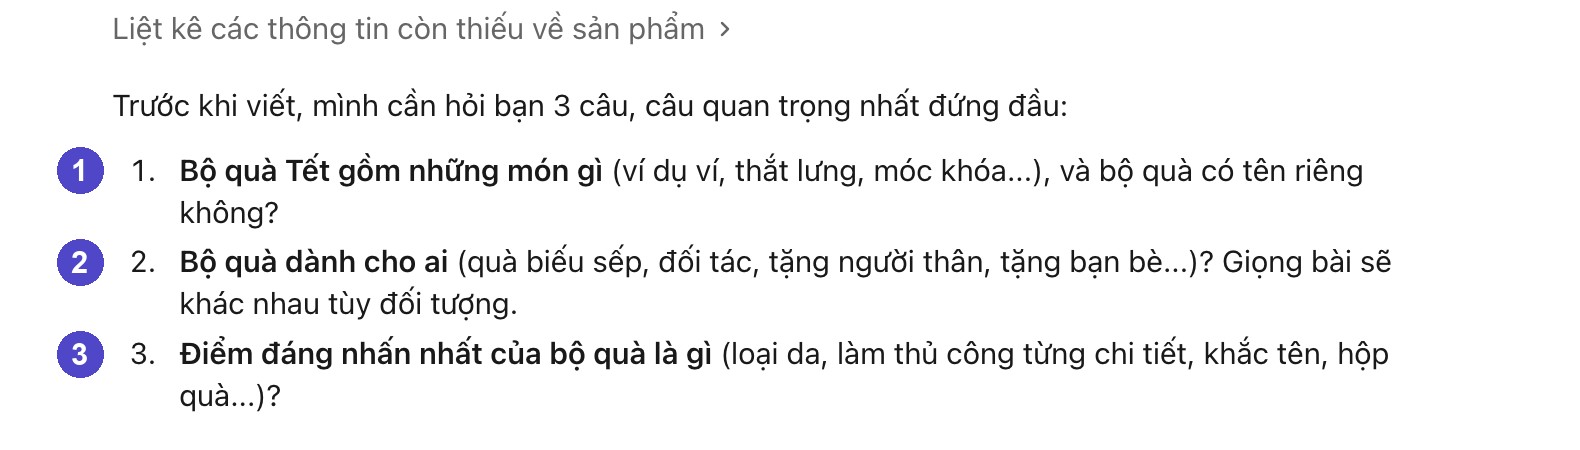 Liệt kê các thông tin còn thiếu về sản phẩm >
Trước khi viết, mình cần hỏi bạn 3 câu, câu quan trọng nhất đứng đầu:
1 1. Bộ quà Tết gồm những món gì (ví dụ ví, thắt lưng, móc khóa...), và bộ quà có tên riêng
không?
2 2. Bộ quà dành cho ai (quà biếu sếp, đối tác, tặng người thân, tặng bạn bè...)? Giọng bài sẽ
khác nhau tùy đối tượng.
3 3. Điểm đáng nhấn nhất của bộ quà là gì (loại da, làm thủ công từng chi tiết, khắc tên, hộp
quà...)?